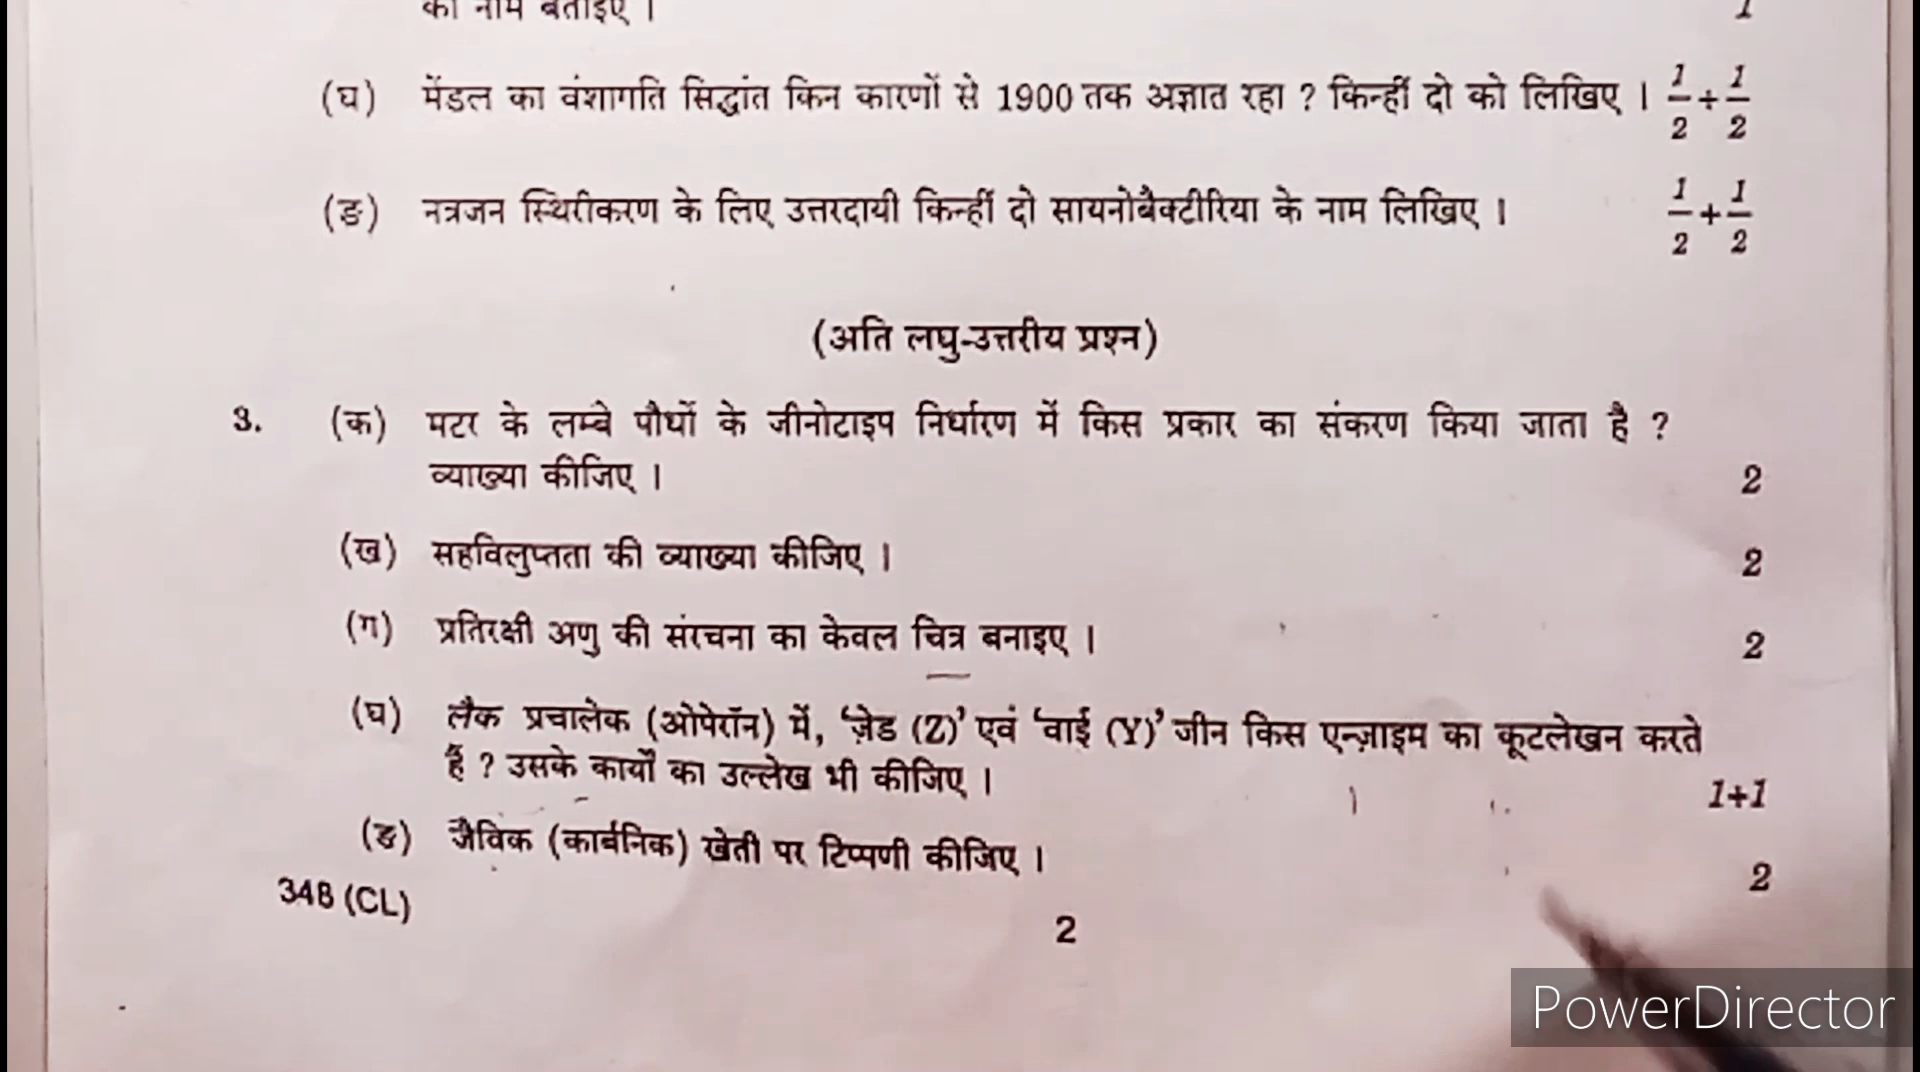 का नाम बताइए । 1
(घ) मेंडल का वंशागति सिद्धांत किन कारणों से 1900 तक अज्ञात रहा ? किन्हीं दो को लिखिए । 1/2 + 1/2
(ङ) नत्रजन स्थिरीकरण के लिए उत्तरदायी किन्हीं दो सायनोबैक्टीरिया के नाम लिखिए । 1/2 + 1/2
(अति लघु-उत्तरीय प्रश्न)
3. (क) मटर के लम्बे पौधों के जीनोटाइप निर्धारण में किस प्रकार का संकरण किया जाता है ?
व्याख्या कीजिए । 2
(ख) सहविलुप्तता की व्याख्या कीजिए । 2
(ग) प्रतिरक्षी अणु की संरचना का केवल चित्र बनाइए । 2
(घ) लैक प्रचालेक (ओपेरॉन) में, ‘ज़ेड (Z)’ एवं ‘वाई (Y)’ जीन किस एन्ज़ाइम का कूटलेखन करते
हैं ? उसके कार्यों का उल्लेख भी कीजिए । 1+1
(ङ) जैविक (कार्बनिक) खेती पर टिप्पणी कीजिए । 2
348 (CL)
2
PowerDirector